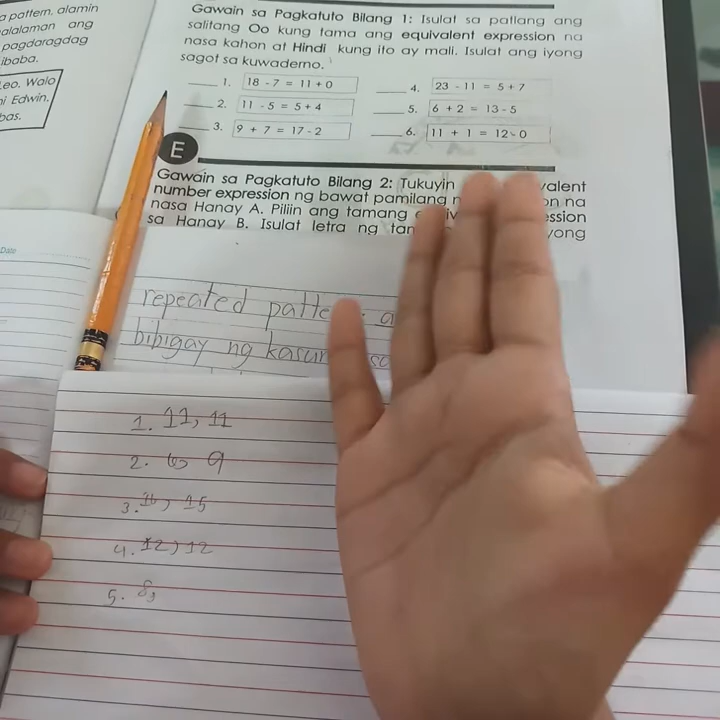 a pattern, alamin
alalaman ang
pagdaragdag
ibaba.
Leo, Walo
ni Edwin.
bas.
Gawain sa Pagkatuto Bilang 1: Isulat sa patlang ang
salitang Oo kung tama ang equivalent expression na
nasa kahon at Hindi kung ito ay mali. Isulat ang iyong
sagot sa kuwaderno.
1. 18 - 7 = 11 + 0
2. 11 - 5 = 5 + 4
3. 9 + 7 = 17 - 2
4. 23 - 11 = 5 + 7
5. 6 + 2 = 13 - 5
6. 11 + 1 = 12 - 0
E
Gawain sa Pagkatuto Bilang 2: Tukuyin valent
number expression ng bawat pamilang on na
nasa Hanay A. Piliin ang tamang ession
sa Hanay B. Isulat letra ng yong
Date
repeated patte
bibigay ng
1. 11, 11
2. 6 9
3. 16, 15
4. 12, 12
5. 8,